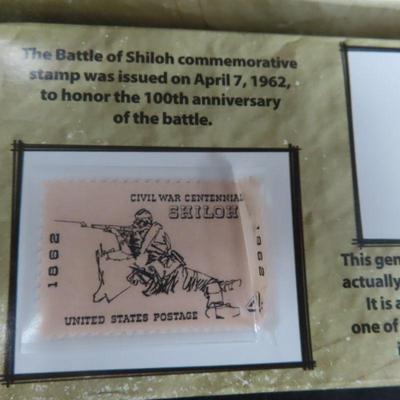 The Battle of Shiloh commemorative
stamp was issued on April 7, 1962,
to honor the 100th anniversary
of the battle.
CIVIL WAR CENTENNIAL
SHILOH
1862
1962
UNITED STATES POSTAGE
4
This gen
actually
It is a
one of